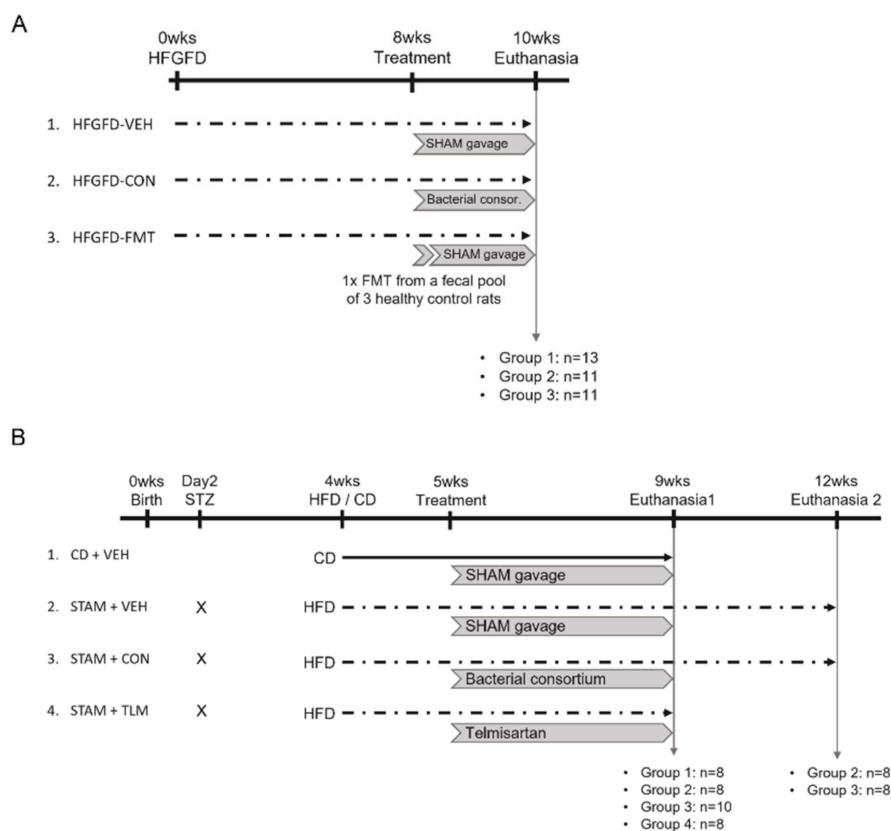 A
0wks
HFGFD
8wks
Treatment
10wks
Euthanasia
1. HFGFD-VEH
SHAM gavage
2. HFGFD-CON
Bacterial consor.
3. HFGFD-FMT
SHAM gavage
1x FMT from a fecal pool
of 3 healthy control rats
• Group 1: n=13
• Group 2: n=11
• Group 3: n=11
B
0wks
Birth
Day2
STZ
4wks
HFD / CD
5wks
Treatment
9wks
Euthanasia1
12wks
Euthanasia 2
1. CD + VEH
CD
SHAM gavage
2. STAM + VEH
X
HFD
SHAM gavage
3. STAM + CON
X
HFD
Bacterial consortium
4. STAM + TLM
X
HFD
Telmisartan
• Group 1: n=8
• Group 2: n=8
• Group 3: n=10
• Group 4: n=8
• Group 2: n=8
• Group 3: n=8